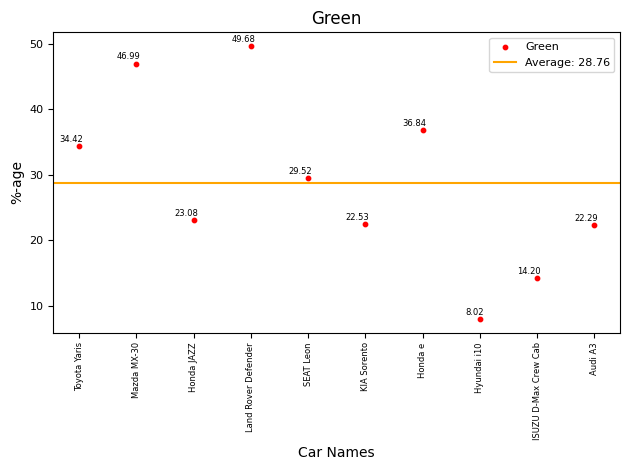 Green
50
40
30
20
10
%-age
Green
Average: 28.76
34.42
46.99
23.08
49.68
29.52
22.53
36.84
8.02
14.20
22.29
Toyota Yaris
Mazda MX-30
Honda JAZZ
Land Rover Defender
SEAT Leon
KIA Sorento
Honda e
Hyundai i10
ISUZU D-Max Crew Cab
Audi A3
Car Names